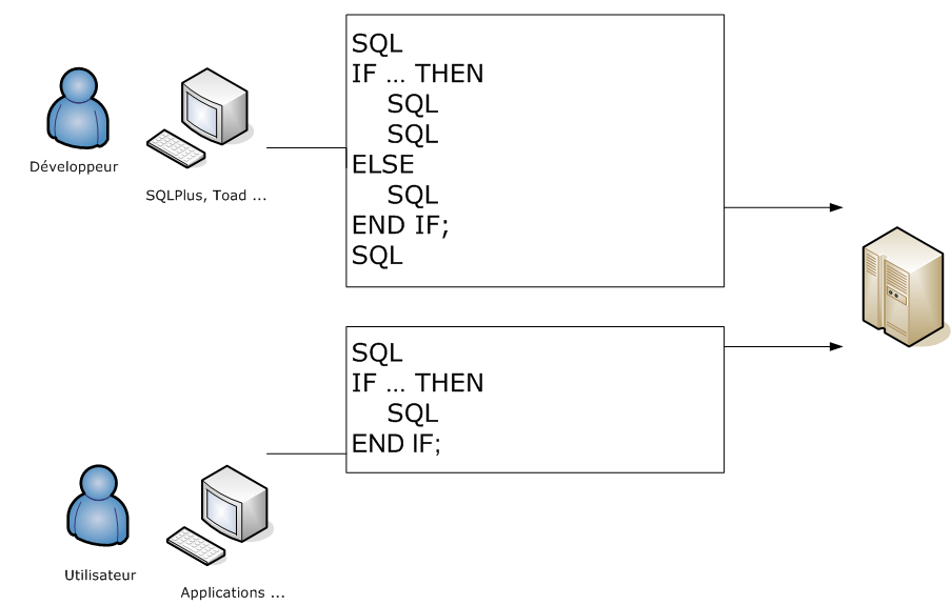 SQL
IF ... THEN
SQL
SQL
ELSE
SQL
END IF;
SQL
Développeur
SQLPlus, Toad ...
SQL
IF ... THEN
SQL
END IF;
Utilisateur
Applications ...